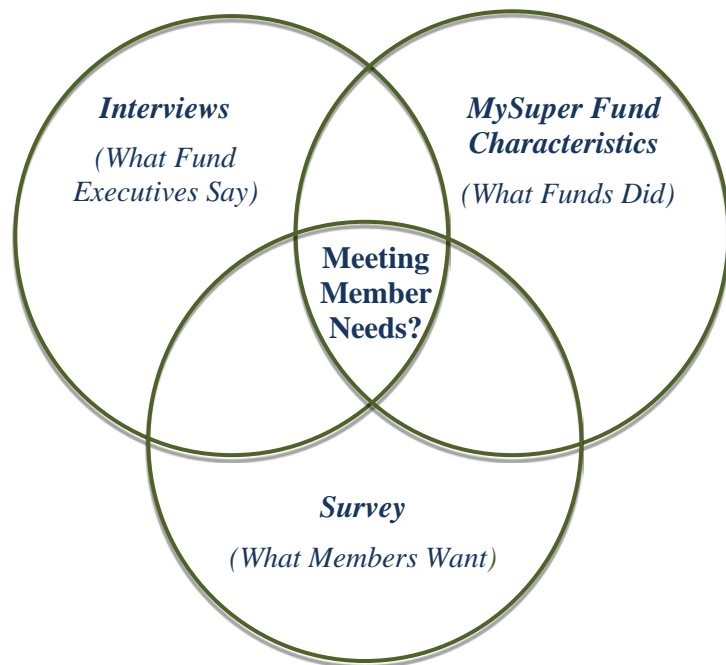 Interviews
(What Fund
Executives Say)
MySuper Fund
Characteristics
(What Funds Did)
Meeting
Member
Needs?
Survey
(What Members Want)